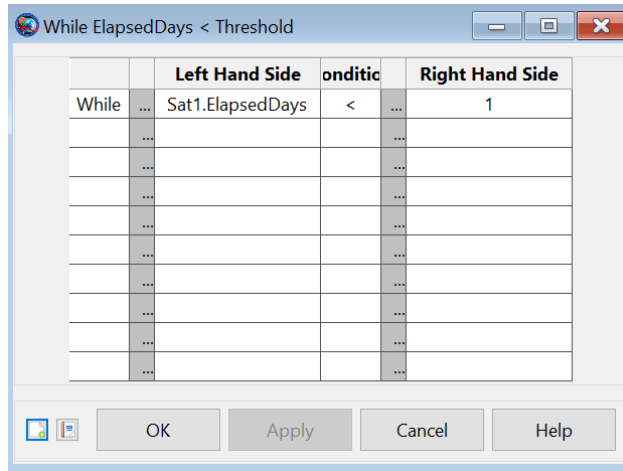 While ElapsedDays < Threshold
Left Hand Side onditic Right Hand Side
While ... Sat1.ElapsedDays < ... 1
... ...
... ...
... ...
... ...
... ...
... ...
... ...
... ...
... ...
OK Apply Cancel Help